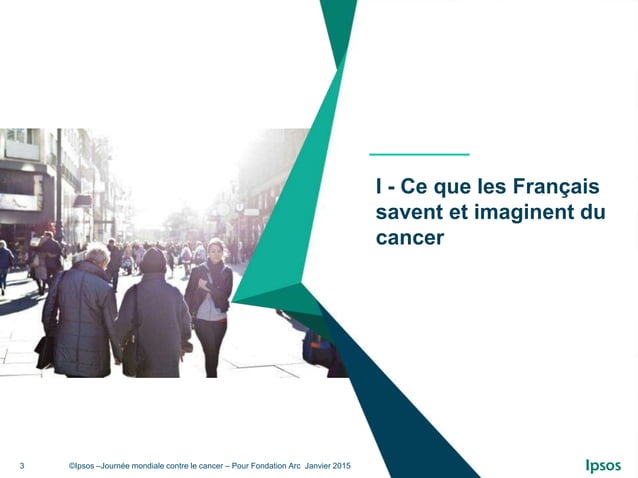 I - Ce que les Français
savent et imaginent du
cancer
3 ©Ipsos –Journée mondiale contre le cancer – Pour Fondation Arc Janvier 2015
Ipsos